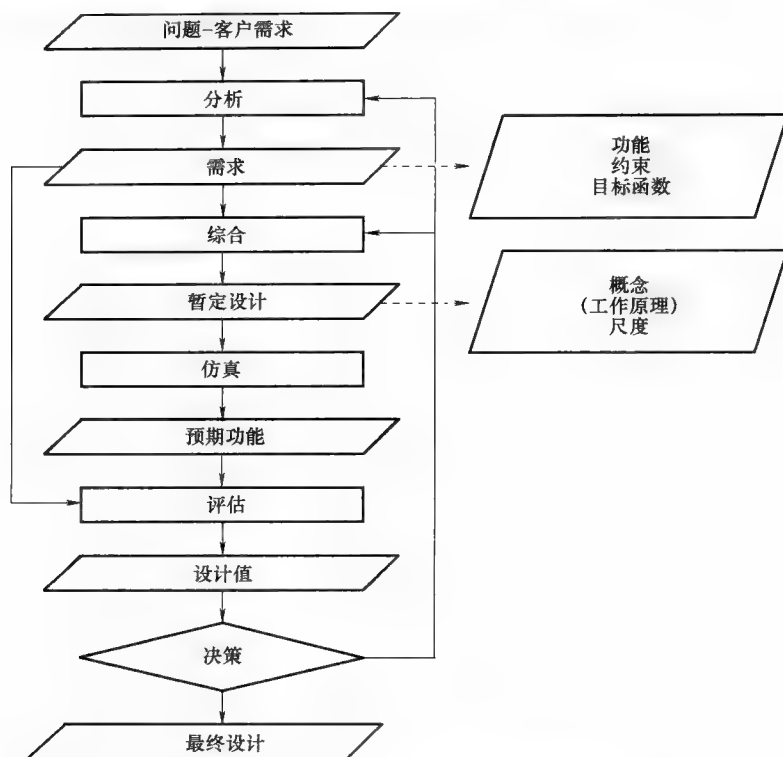 问题-客户需求
分析
需求
功能
约束
目标函数
综合
暂定设计
概念
(工作原理)
尺度
仿真
预期功能
评估
设计值
决策
最终设计